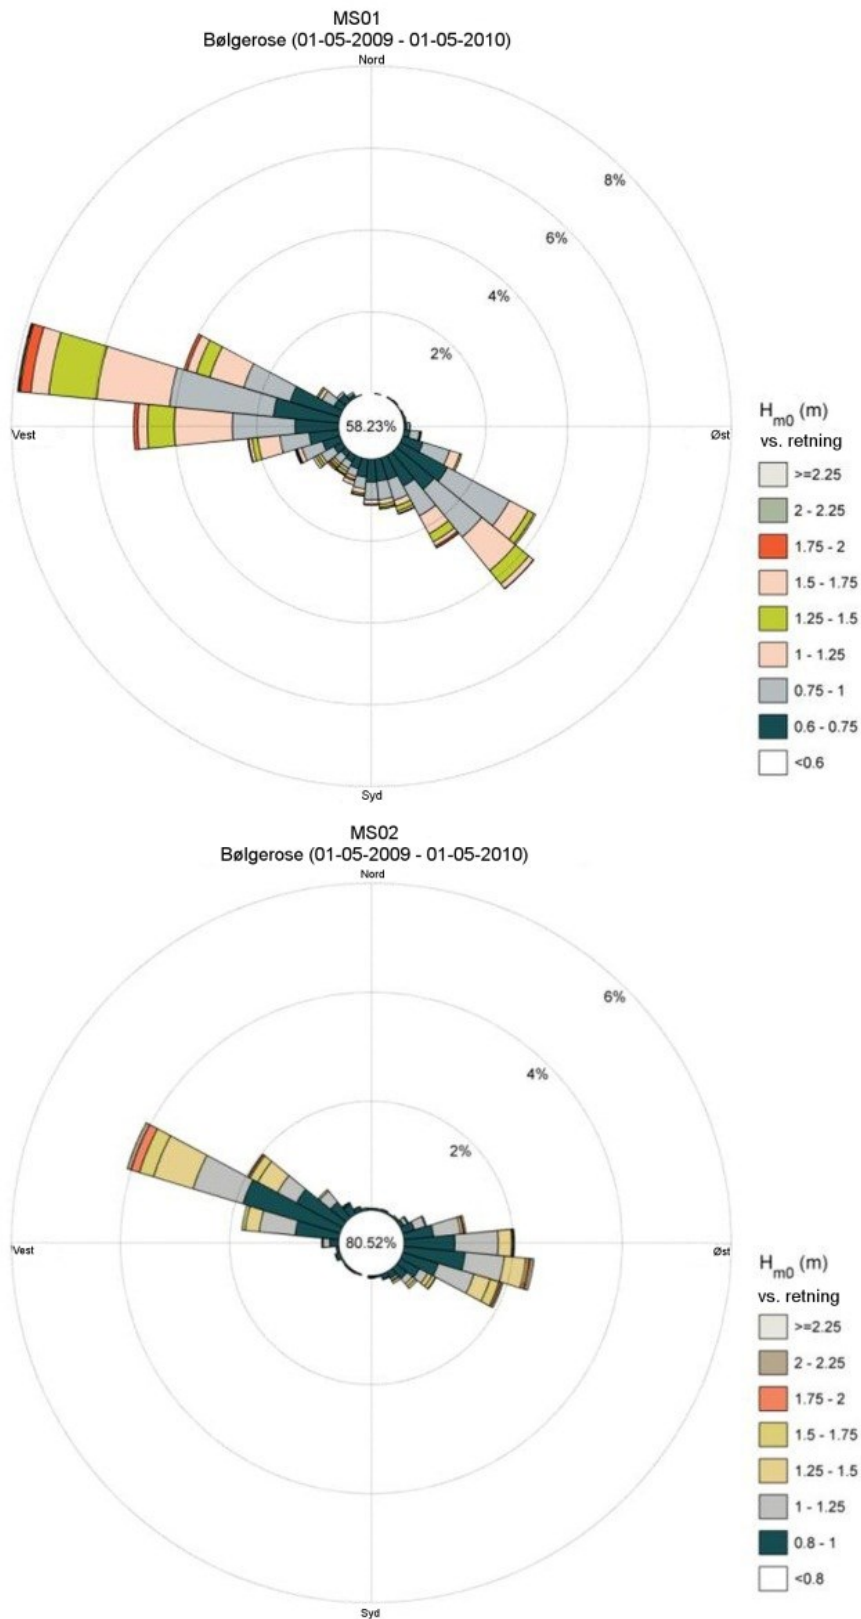 MS01
Bølgerose (01-05-2009 - 01-05-2010)
Nord
8%
6%
4%
2%
58.23%
Vest
Øst
Syd
Hm0 (m)
vs. retning
>=2.25
2 - 2.25
1.75 - 2
1.5 - 1.75
1.25 - 1.5
1 - 1.25
0.75 - 1
0.6 - 0.75
<0.6
MS02
Bølgerose (01-05-2009 - 01-05-2010)
Nord
6%
4%
2%
80.52%
Vest
Øst
Syd
Hm0 (m)
vs. retning
>=2.25
2 - 2.25
1.75 - 2
1.5 - 1.75
1.25 - 1.5
1 - 1.25
0.8 - 1
<0.8